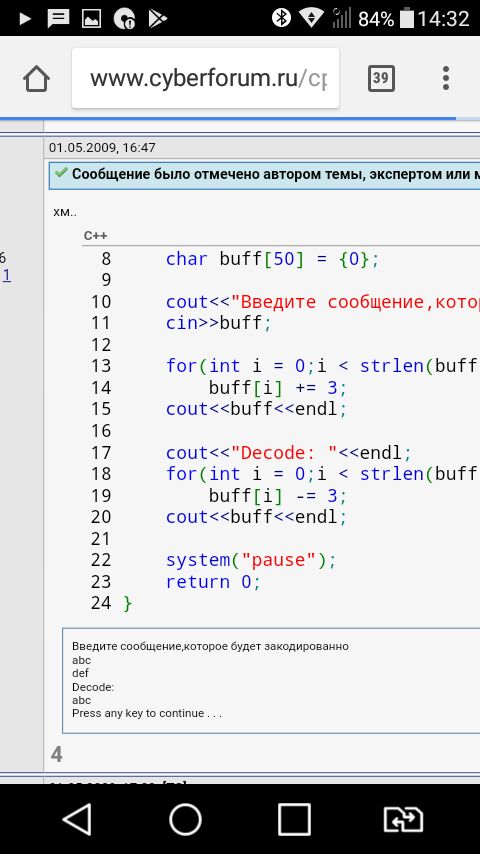 84% 14:32
www.cyberforum.ru/cp
39
01.05.2009, 16:47
Сообщение было отмечено автором темы, экспертом или м
хм..
6
1
C++
8 char buff[50] = {0};
9
10 cout<<"Введите сообщение,котор
11 cin>>buff;
12
13 for(int i = 0;i < strlen(buff
14 buff[i] += 3;
15 cout<<buff<<endl;
16
17 cout<<"Decode: "<<endl;
18 for(int i = 0;i < strlen(buff
19 buff[i] -= 3;
20 cout<<buff<<endl;
21
22 system("pause");
23 return 0;
24 }
Введите сообщение,которое будет закодированно
abc
def
Decode:
abc
Press any key to continue . . .
4